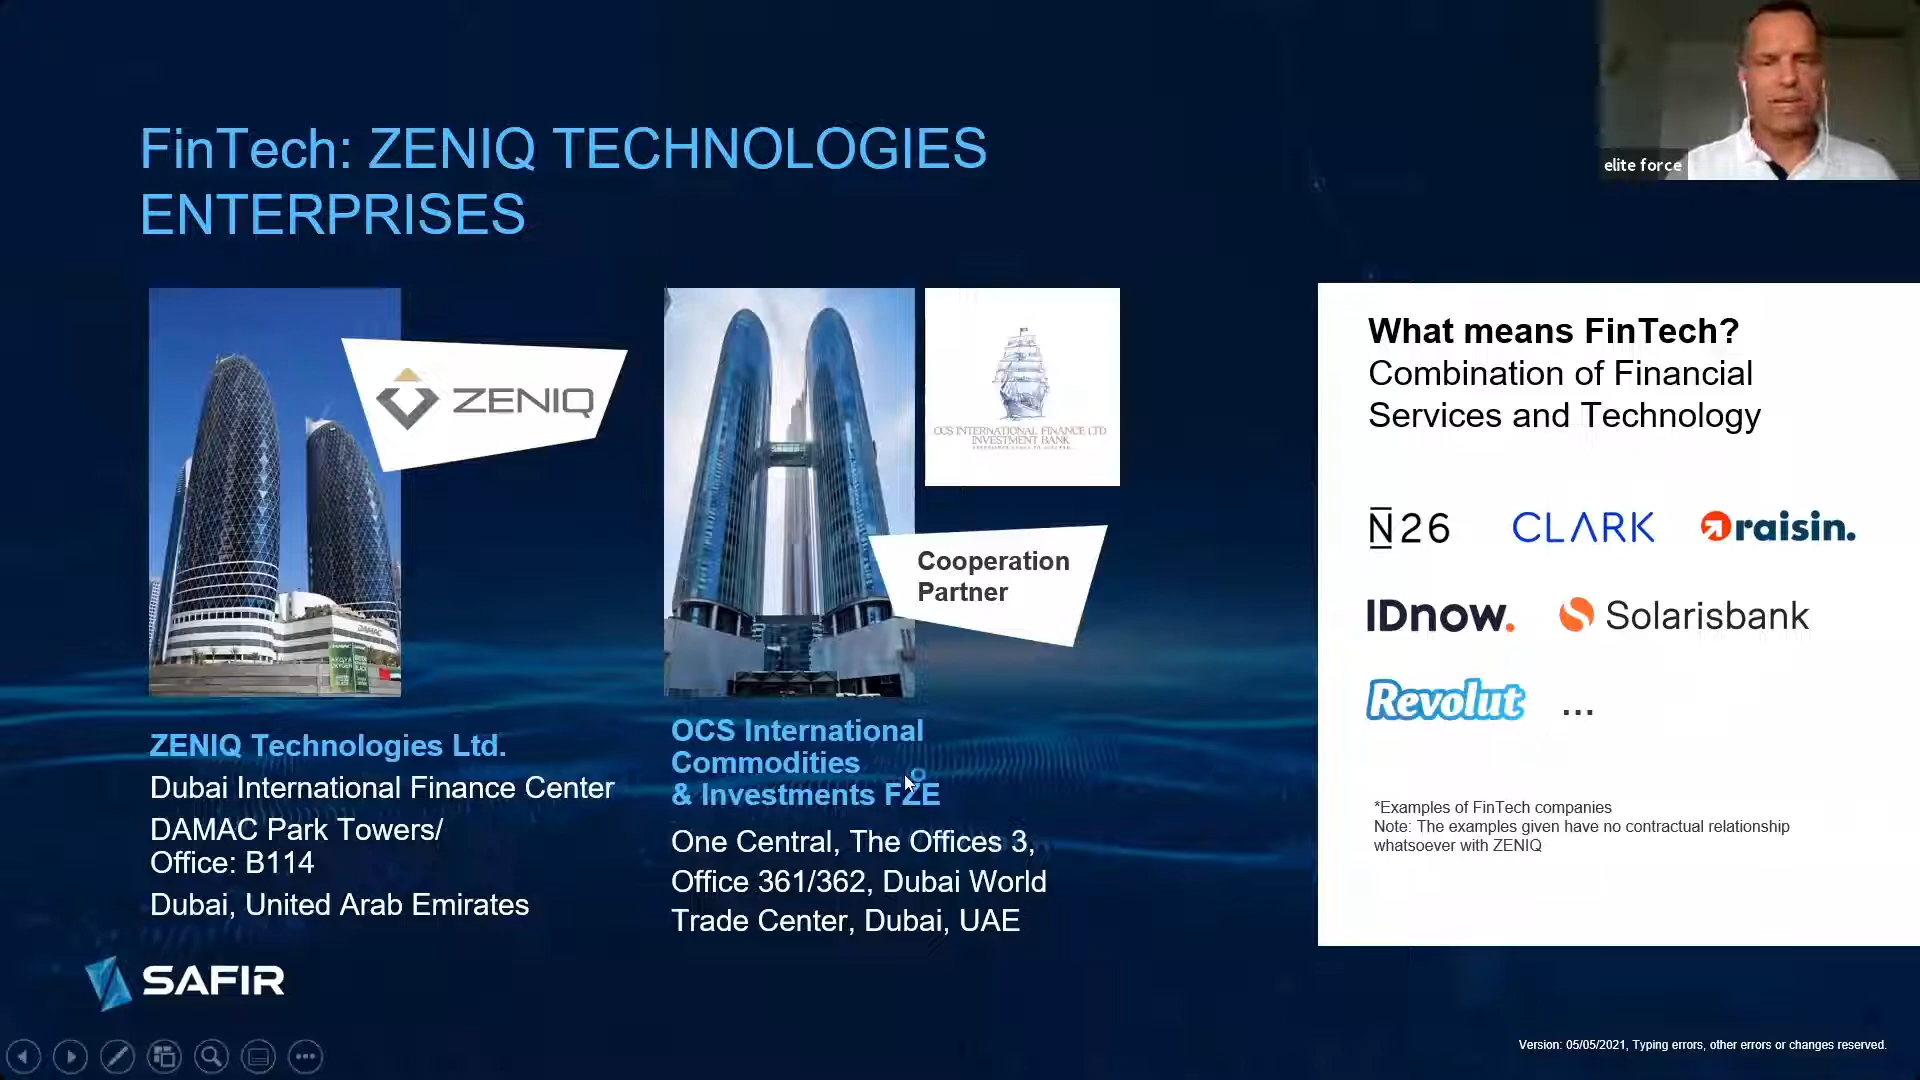 elite force
FinTech: ZENIQ TECHNOLOGIES
ENTERPRISES
ZENIQ
OCS INTERNATIONAL FINANCE LTD
INVESTMENT BANK
Cooperation
Partner
DAMAC
ZENIQ Technologies Ltd.
Dubai International Finance Center
DAMAC Park Towers/
Office: B114
Dubai, United Arab Emirates
OCS International
Commodities
& Investments FZE
One Central, The Offices 3,
Office 361/362, Dubai World
Trade Center, Dubai, UAE
What means FinTech?
Combination of Financial
Services and Technology
N26 CLARK raisin.
IDnow. Solarisbank
Revolut ...
*Examples of FinTech companies
Note: The examples given have no contractual relationship
whatsoever with ZENIQ
SAFIR
Version: 05/05/2021, Typing errors, other errors or changes reserved.